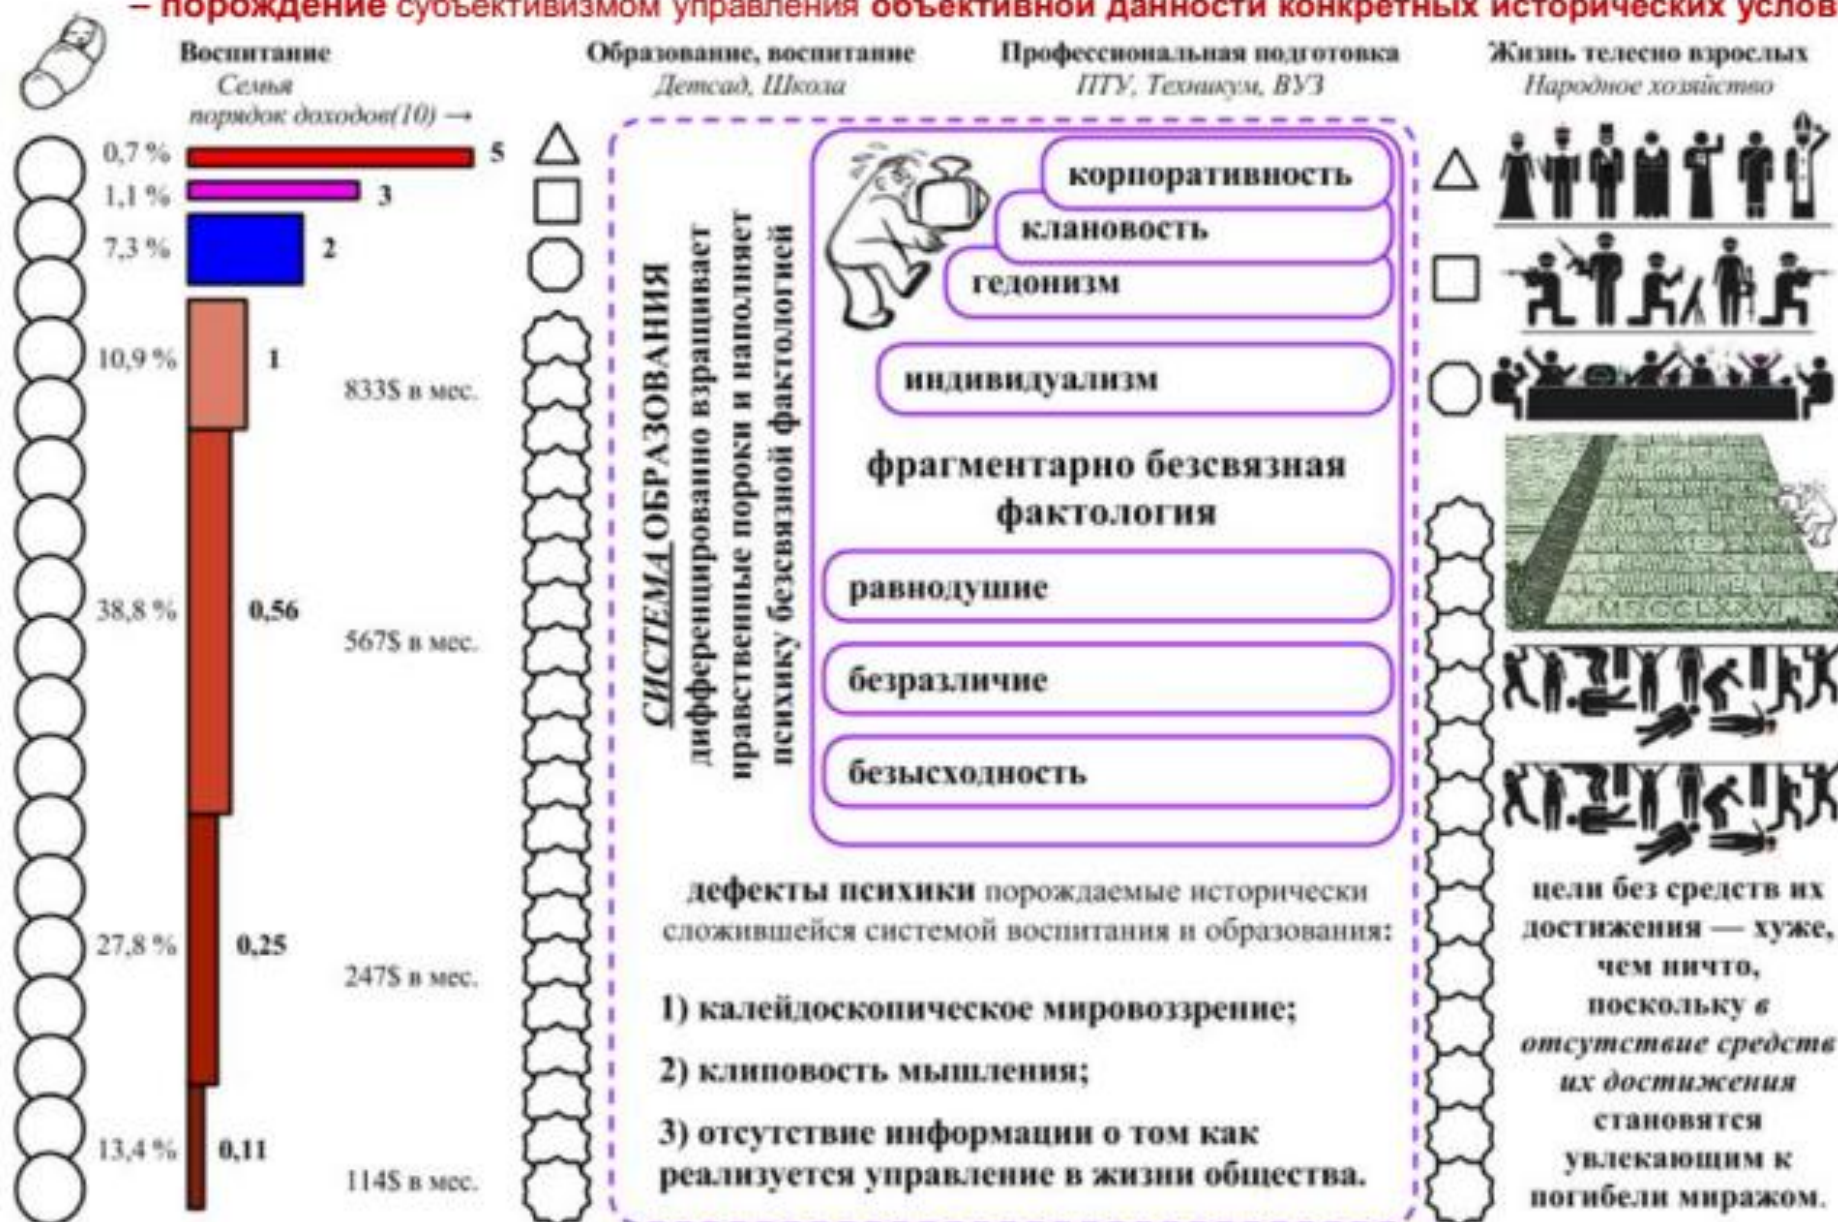 – порождение субъективизмом управления объективной данности конкретных исторических услов
Воспитание
Семья
порядок доходов(10) →
Образование, воспитание
Детсад, Школа
Профессиональная подготовка
ПТУ, Техникум, ВУЗ
Жизнь телесно взрослых
Народное хозяйство
0,7 %
5
1,1 %
3
7,3 %
2
10,9 %
1
833$ в мес.
38,8 %
0,56
567$ в мес.
27,8 %
0,25
247$ в мес.
13,4 %
0,11
114$ в мес.
СИСТЕМА ОБРАЗОВАНИЯ
дифференцированно взращивает
нравственные пороки и наполняет
психику безсвязной фактологией
корпоративность
клановость
гедонизм
индивидуализм
фрагментарно безсвязная
фактология
равнодушие
безразличие
безысходность
дефекты психики порождаемые исторически
сложившейся системой воспитания и образования:
1) калейдоскопическое мировоззрение;
2) клиповость мышления;
3) отсутствие информации о том как
реализуется управление в жизни общества.
MDCCLXXVI
цели без средств их
достижения — хуже,
чем ничто,
поскольку в
отсутствие средств
их достижения
становятся
увлекающим к
погибели миражом.